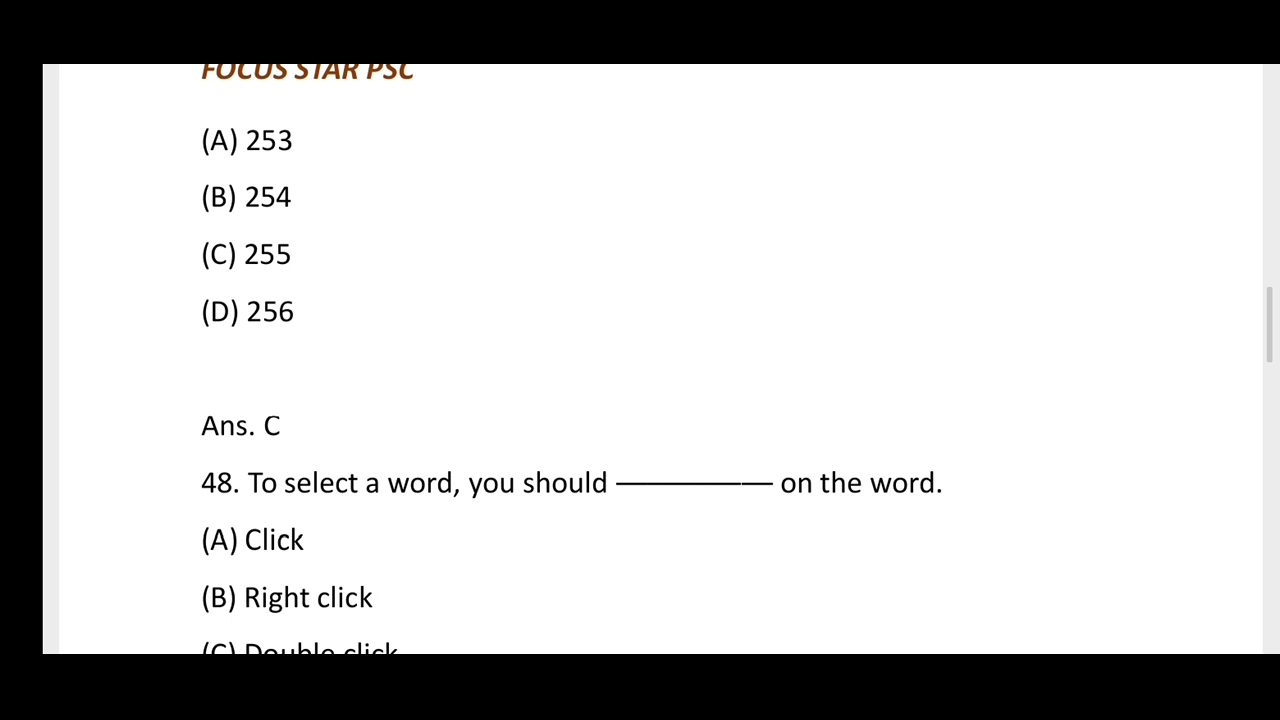 FOCUS STAR PSC
(A) 253
(B) 254
(C) 255
(D) 256
Ans. C
48. To select a word, you should —————— on the word.
(A) Click
(B) Right click
(C) Double click